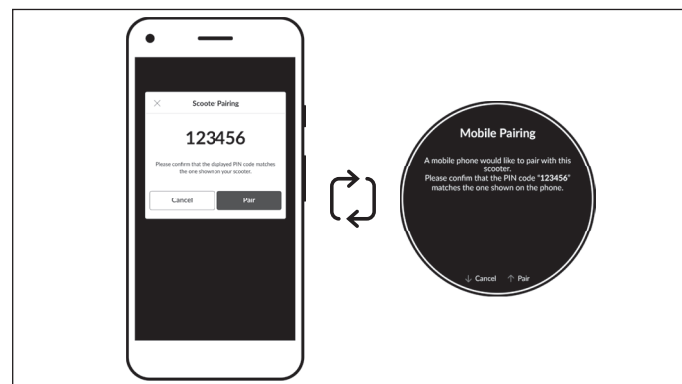 Scoote Pairing
123456
Please confirm that the diplayed PIN code matches
the one shown on your scooter.
Cancel
Pair
Mobile Pairing
A mobile phone would like to pair with this
scooter.
Please confim that the PIN code "123456"
matches the one shown on the phone.
↓ Cancel ↑ Pair